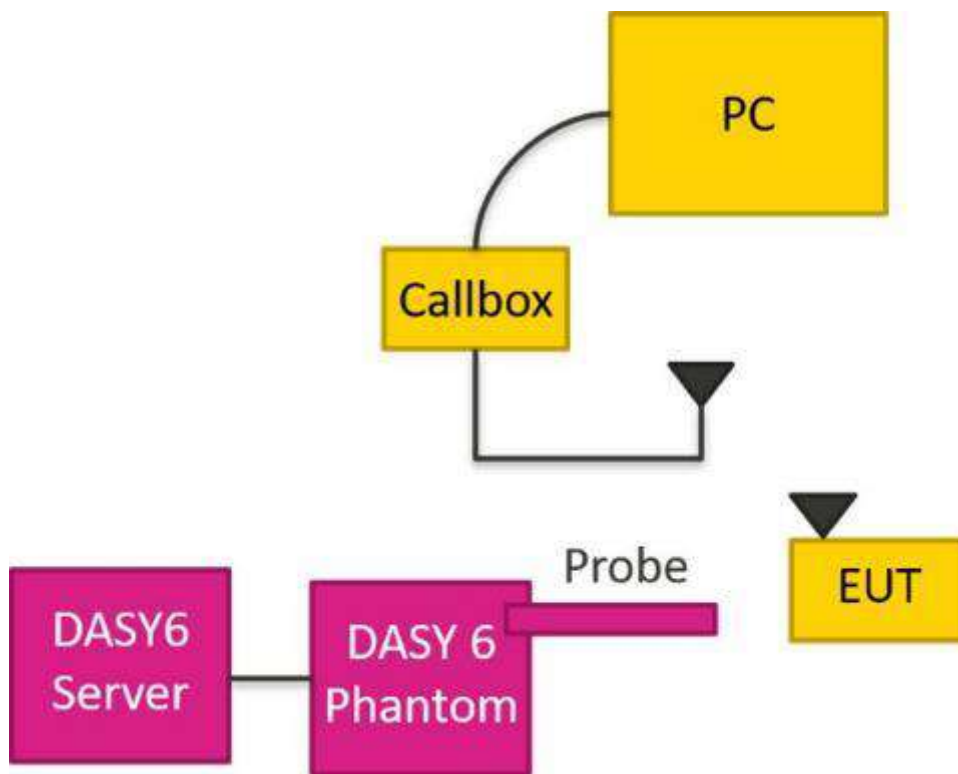 PC
Callbox
Probe
EUT
DASY6
Server
DASY 6
Phantom